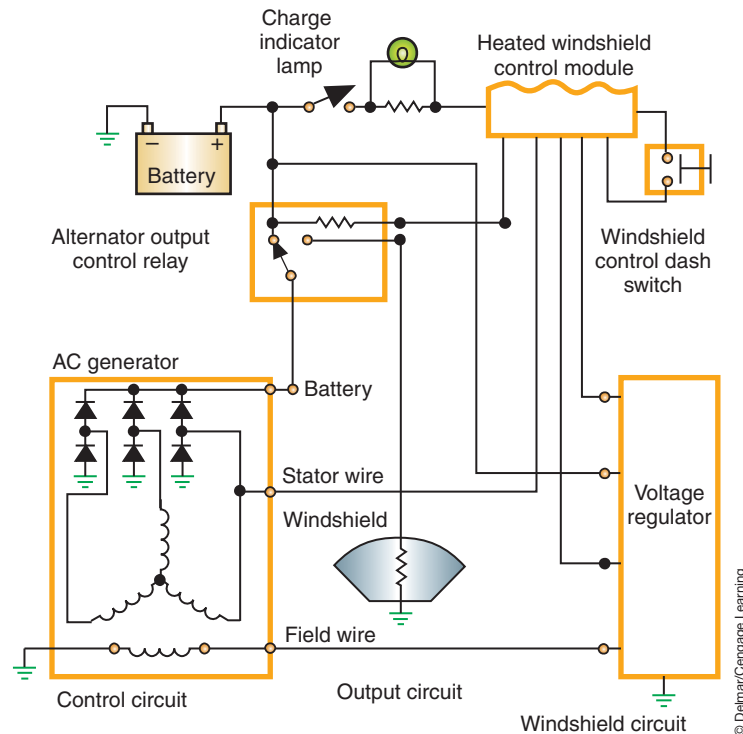 Charge
indicator
lamp
Heated windshield
control module
− +
Battery
Alternator output
control relay
Windshield
control dash
switch
AC generator
Battery
Stator wire
Windshield
Voltage
regulator
Field wire
Control circuit
Output circuit
Windshield circuit
© Delmar/Cengage Learning